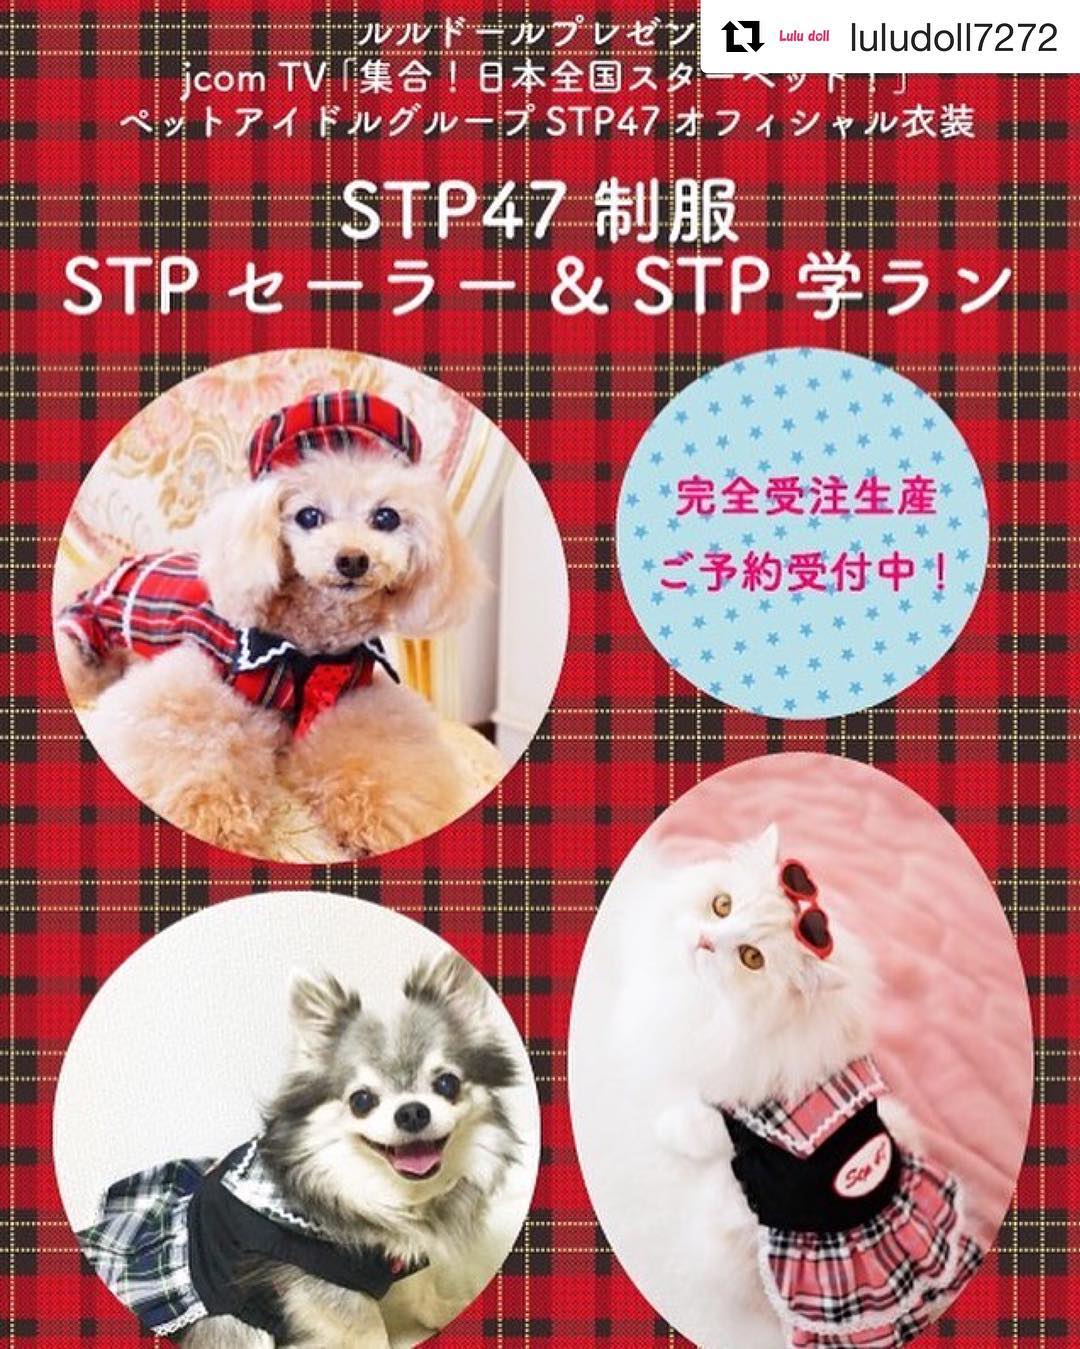 ルルドールプレゼン
Lulu doll luludoll7272
jcom TV「集合！日本全国スターペット！」
ペットアイドルグループ STP47 オフィシャル衣装
STP47 制服
STP セーラー & STP 学ラン
完全受注生産
ご予約受付中！